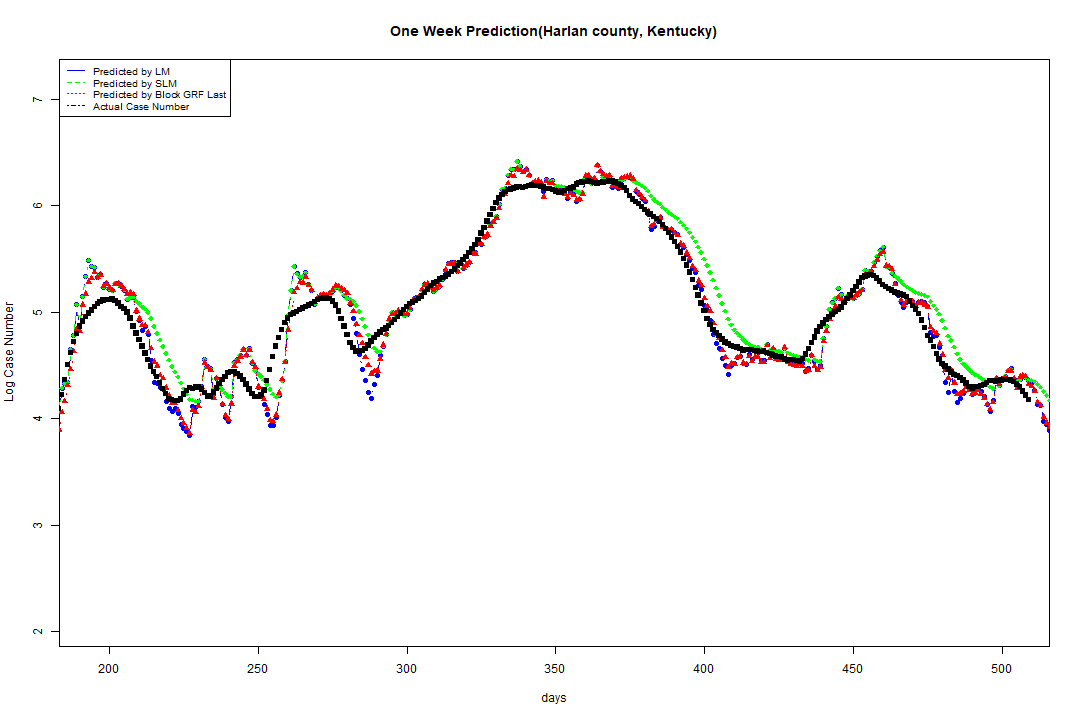 One Week Prediction(Harlan county, Kentucky)
Predicted by LM
Predicted by SLM
Predicted by Block GRF Last
Actual Case Number
Log Case Number
7
6
5
4
3
2
200 250 300 350 400 450 500
days